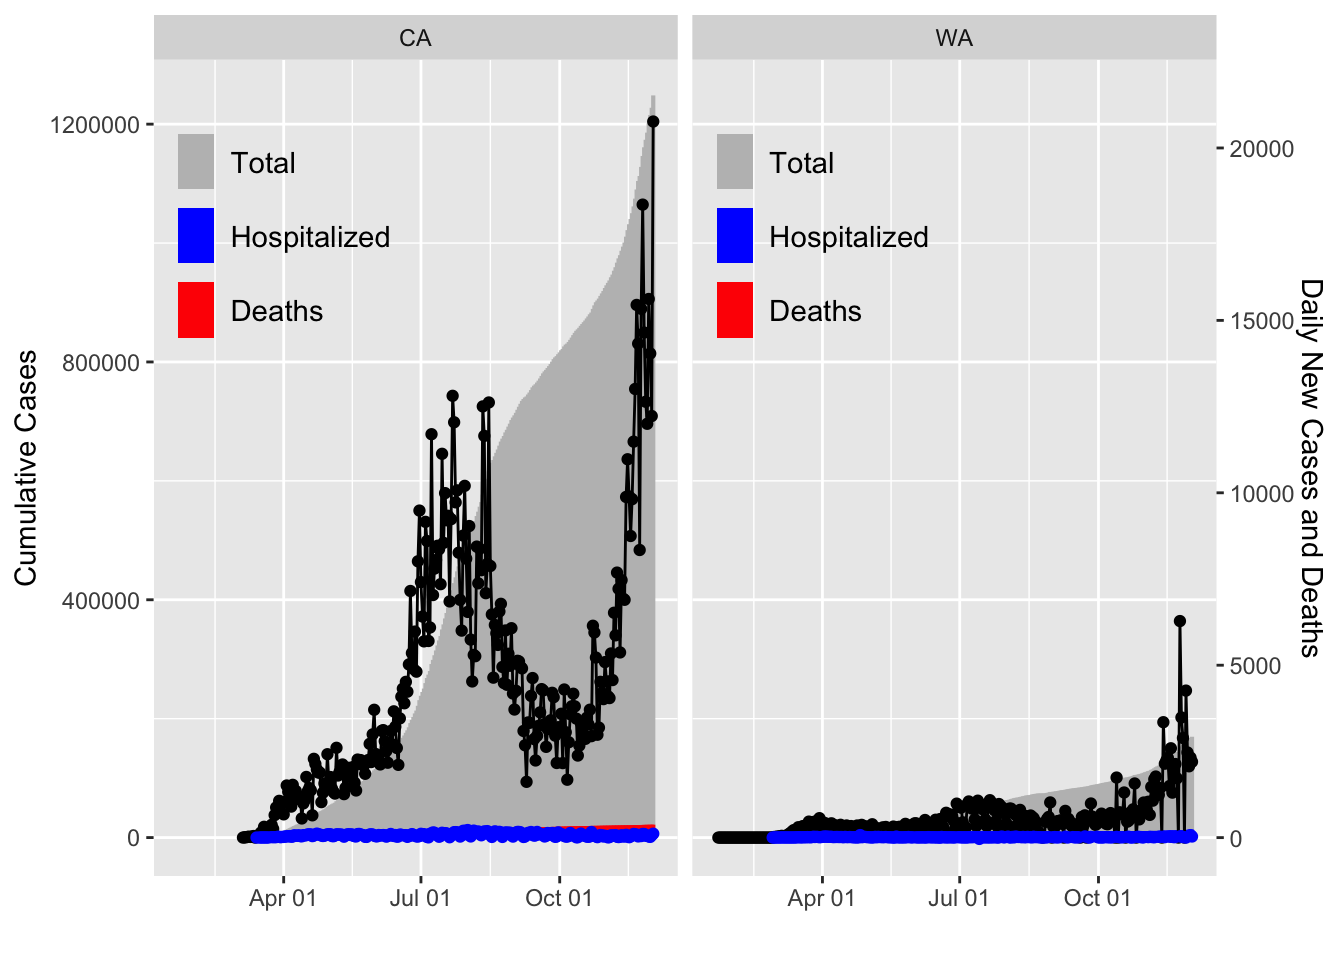 CA
WA
Total
Hospitalized
Deaths
Total
Hospitalized
Deaths
Cumulative Cases
1200000
800000
400000
0
20000
15000
10000
5000
0
Daily New Cases and Deaths
Apr 01
Jul 01
Oct 01
Apr 01
Jul 01
Oct 01